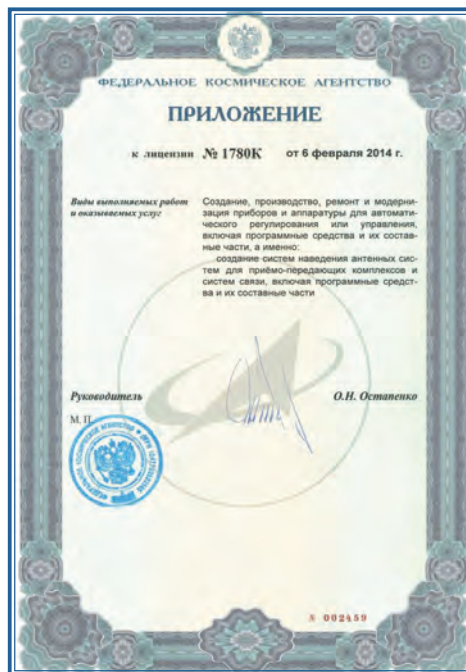 ФЕДЕРАЛЬНОЕ КОСМИЧЕСКОЕ АГЕНТСТВО
ПРИЛОЖЕНИЕ
к лицензии № 1780К от 6 февраля 2014 г.
Виды выполняемых работ
и оказываемых услуг
Создание, производство, ремонт и модерни-
зация приборов и аппаратуры для автомати-
ческого регулирования или управления,
включая программные средства и их состав-
ные части, а именно:
создание систем наведения антенных сис-
тем для приёмо-передающих комплексов и
систем связи, включая программные средст-
ва и их составные части
Руководитель
О.Н. Остапенко
М. П.
№ 002459